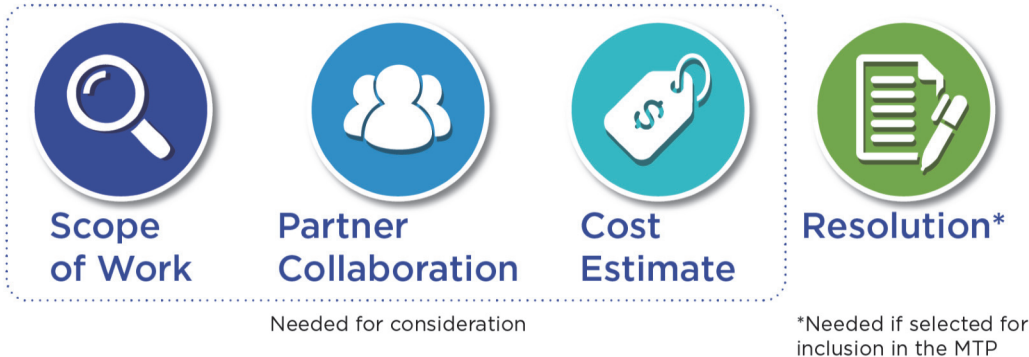 Scope
of Work
Partner
Collaboration
$
Cost
Estimate
Resolution*
Needed for consideration
*Needed if selected for
inclusion in the MTP